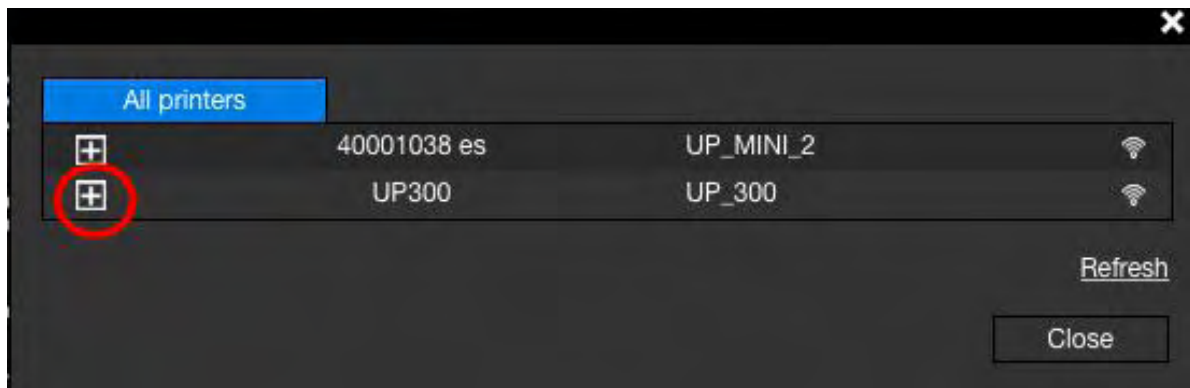 All printers
40001038 es UP_MINI_2
UP300 UP_300
Refresh
Close